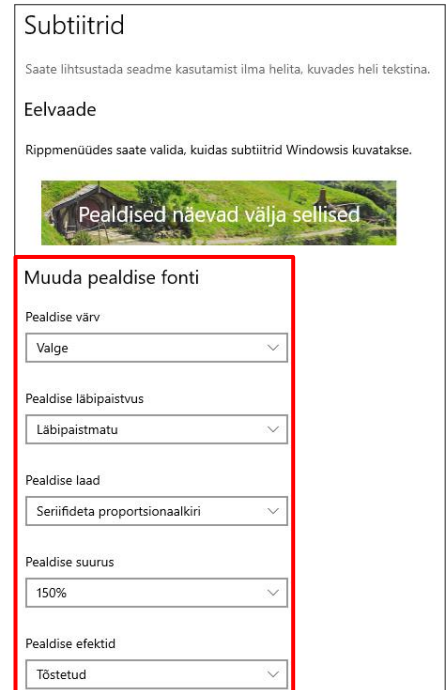 Subtiitrid
Saate lihtsustada seadme kasutamist ilma helita, kuvades heli tekstina.
Eelvaade
Rippmenüüdes saate valida, kuidas subtiitrid Windowsis kuvatakse.
Pealdised näevad välja sellised
Muuda pealdise fonti
Pealdise värv
Valge
Pealdise läbipaistvus
Läbipaistmatu
Pealdise laad
Seriifideta proportsionaalkiri
Pealdise suurus
150%
Pealdise efektid
Tõstetud